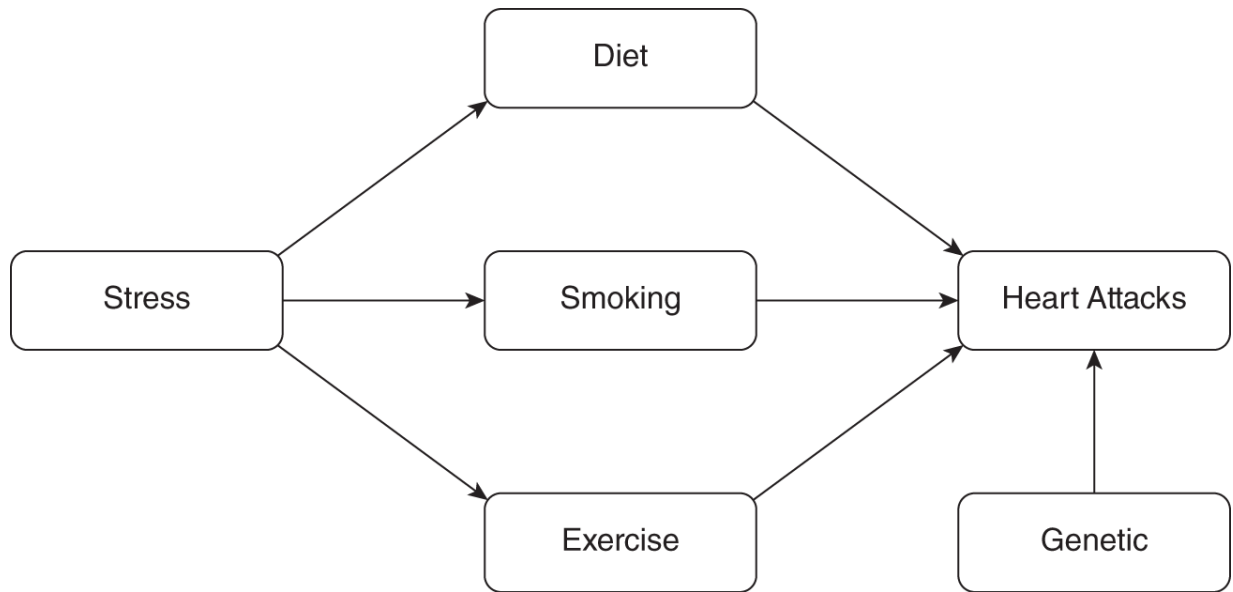 Diet
Stress
Smoking
Heart Attacks
Exercise
Genetic